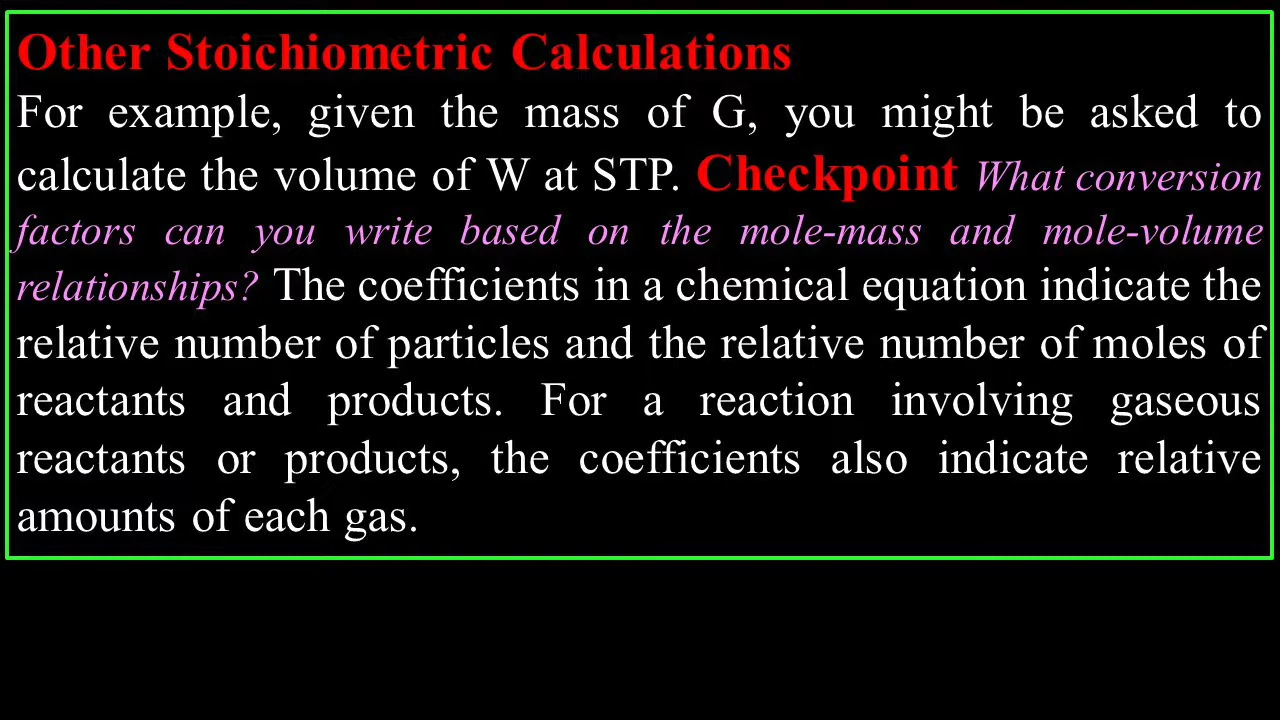 Other Stoichiometric Calculations
For example, given the mass of G, you might be asked to
calculate the volume of W at STP. Checkpoint What conversion
factors can you write based on the mole-mass and mole-volume
relationships? The coefficients in a chemical equation indicate the
relative number of particles and the relative number of moles of
reactants and products. For a reaction involving gaseous
reactants or products, the coefficients also indicate relative
amounts of each gas.